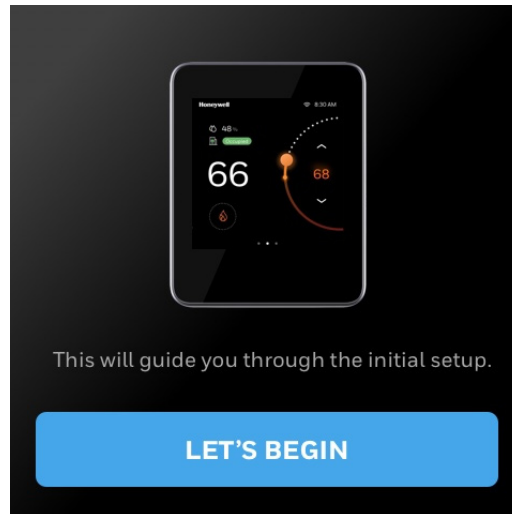 Honeywell
8:30 AM
48%
Occupied
66
68
This will guide you through the initial setup.
LET'S BEGIN